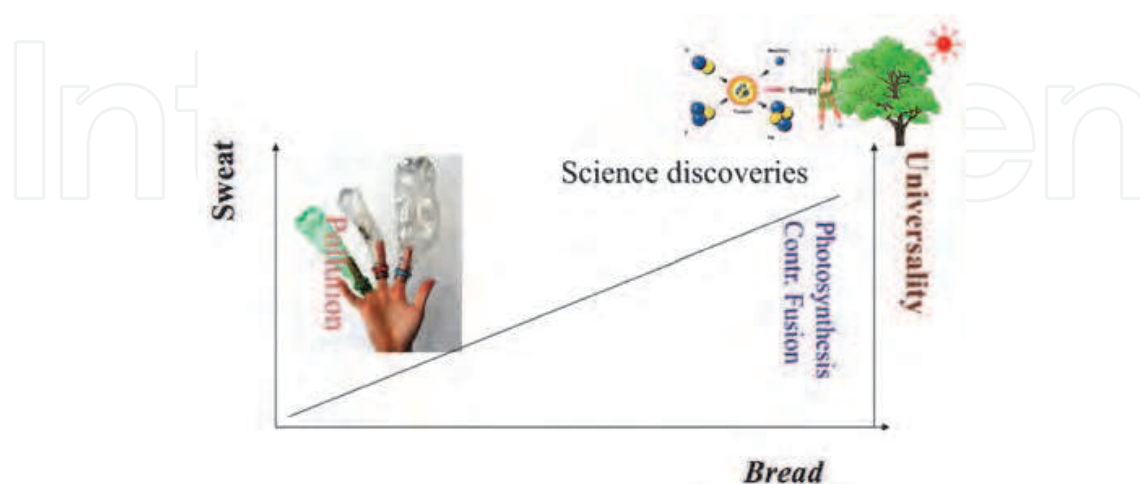 Sweat
Pollution
Science discoveries
Energy
Photosynthesis
Contr. Fusion
Universality
Bread